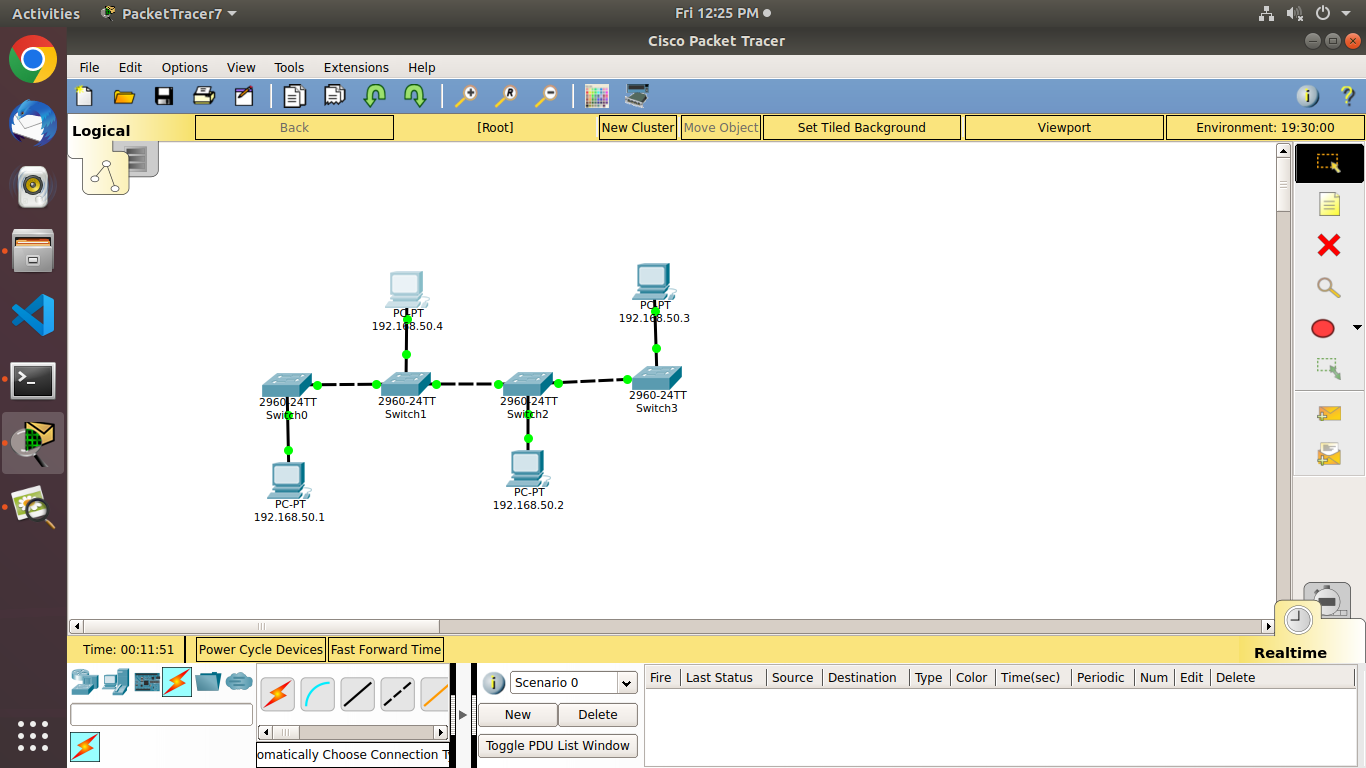 Activities PacketTracer7 Fri 12:25 PM
Cisco Packet Tracer
File Edit Options View Tools Extensions Help
Logical Back [Root] New Cluster Move Object Set Tiled Background Viewport Environment: 19:30:00
PC-PT
192.168.50.4
PC-PT
192.168.50.3
2960-24TT
Switch0
2960-24TT
Switch1
2960-24TT
Switch2
2960-24TT
Switch3
PC-PT
192.168.50.1
PC-PT
192.168.50.2
Time: 00:11:51 Power Cycle Devices Fast Forward Time Realtime
Scenario 0
New Delete
Toggle PDU List Window
Fire Last Status Source Destination Type Color Time(sec) Periodic Num Edit Delete
omatically Choose Connection T